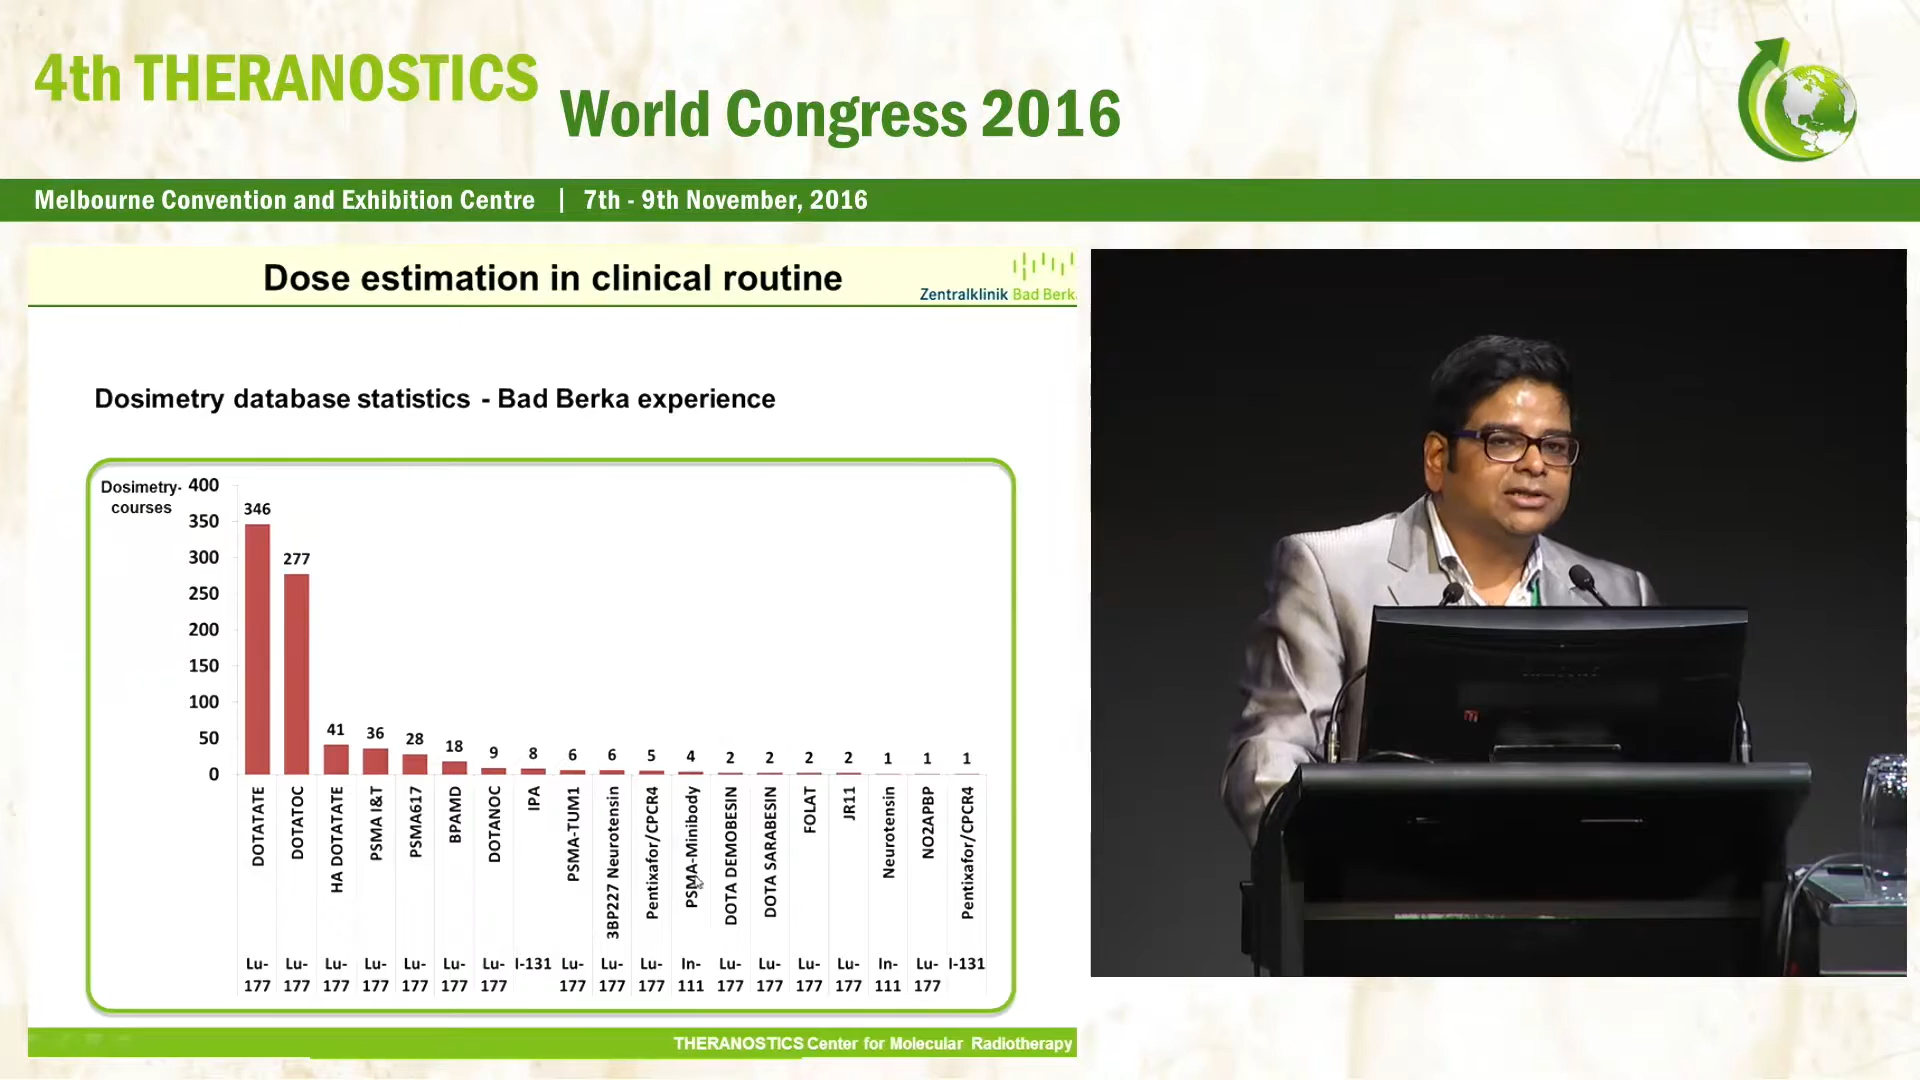 4th THERANOSTICS
World Congress 2016
Melbourne Convention and Exhibition Centre | 7th - 9th November, 2016
Dose estimation in clinical routine
Zentralklinik Bad Berk
Dosimetry database statistics - Bad Berka experience
Dosimetry-
courses
400
350
300
250
200
150
100
50
0
346
277
41
36
28
18
9
8
6
6
5
4
2
2
2
2
1
1
1
DOTATATE
DOTATOC
HA DOTATATE
PSMA I&T
PSMA617
BPAMD
DOTANOC
IPA
PSMA-TUM1
3BP227 Neurotensin
Pentixafor/CPCR4
PSMA-Minibody
DOTA DEMOBESIN
DOTA SARABESIN
FOLAT
JR11
Neurotensin
NO2APBP
Pentixafor/CPCR4
Lu-
177
Lu-
177
Lu-
177
Lu-
177
Lu-
177
Lu-
177
Lu-
177
I-131
Lu-
177
Lu-
177
Lu-
177
In-
111
Lu-
177
Lu-
177
Lu-
177
Lu-
177
In-
111
Lu-
177
I-131
THERANOSTICS Center for Molecular Radiotherapy